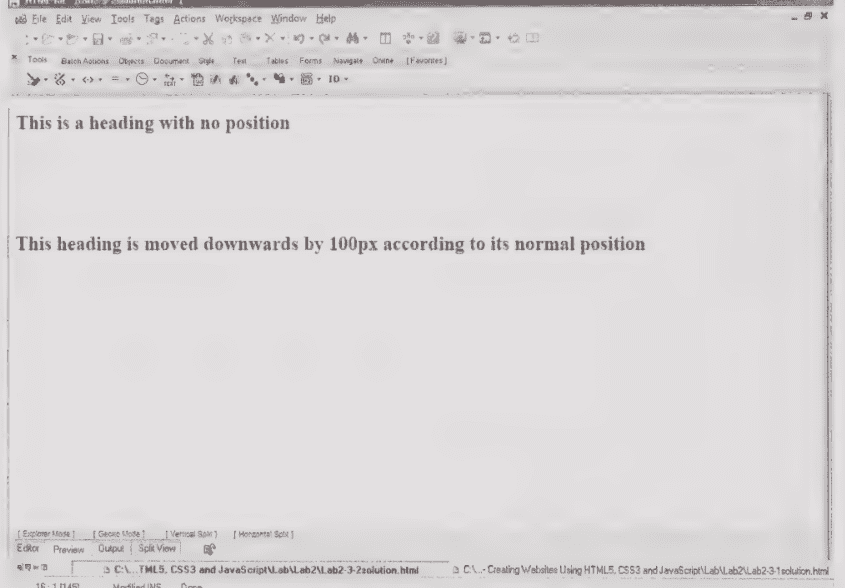 File Edit View Tools Tags Actions Workspace Window Help
Tools Batch Actions Objects Document Style Text Tables Forms Navigate Online [Favorites]
TEXT ID
This is a heading with no position
This heading is moved downwards by 100px according to its normal position
[ Explorer Mode ] [ Gecko Mode ] [ Vertical Split ] [ Horizontal Split ]
Editor Preview Output Split View
C:\...TML5, CSS3 and JavaScript\Lab\Lab2\Lab2-3-2solution.html C:\...- Creating Websites Using HTML5, CSS3 and JavaScript\Lab\Lab2\Lab2-3-1solution.html